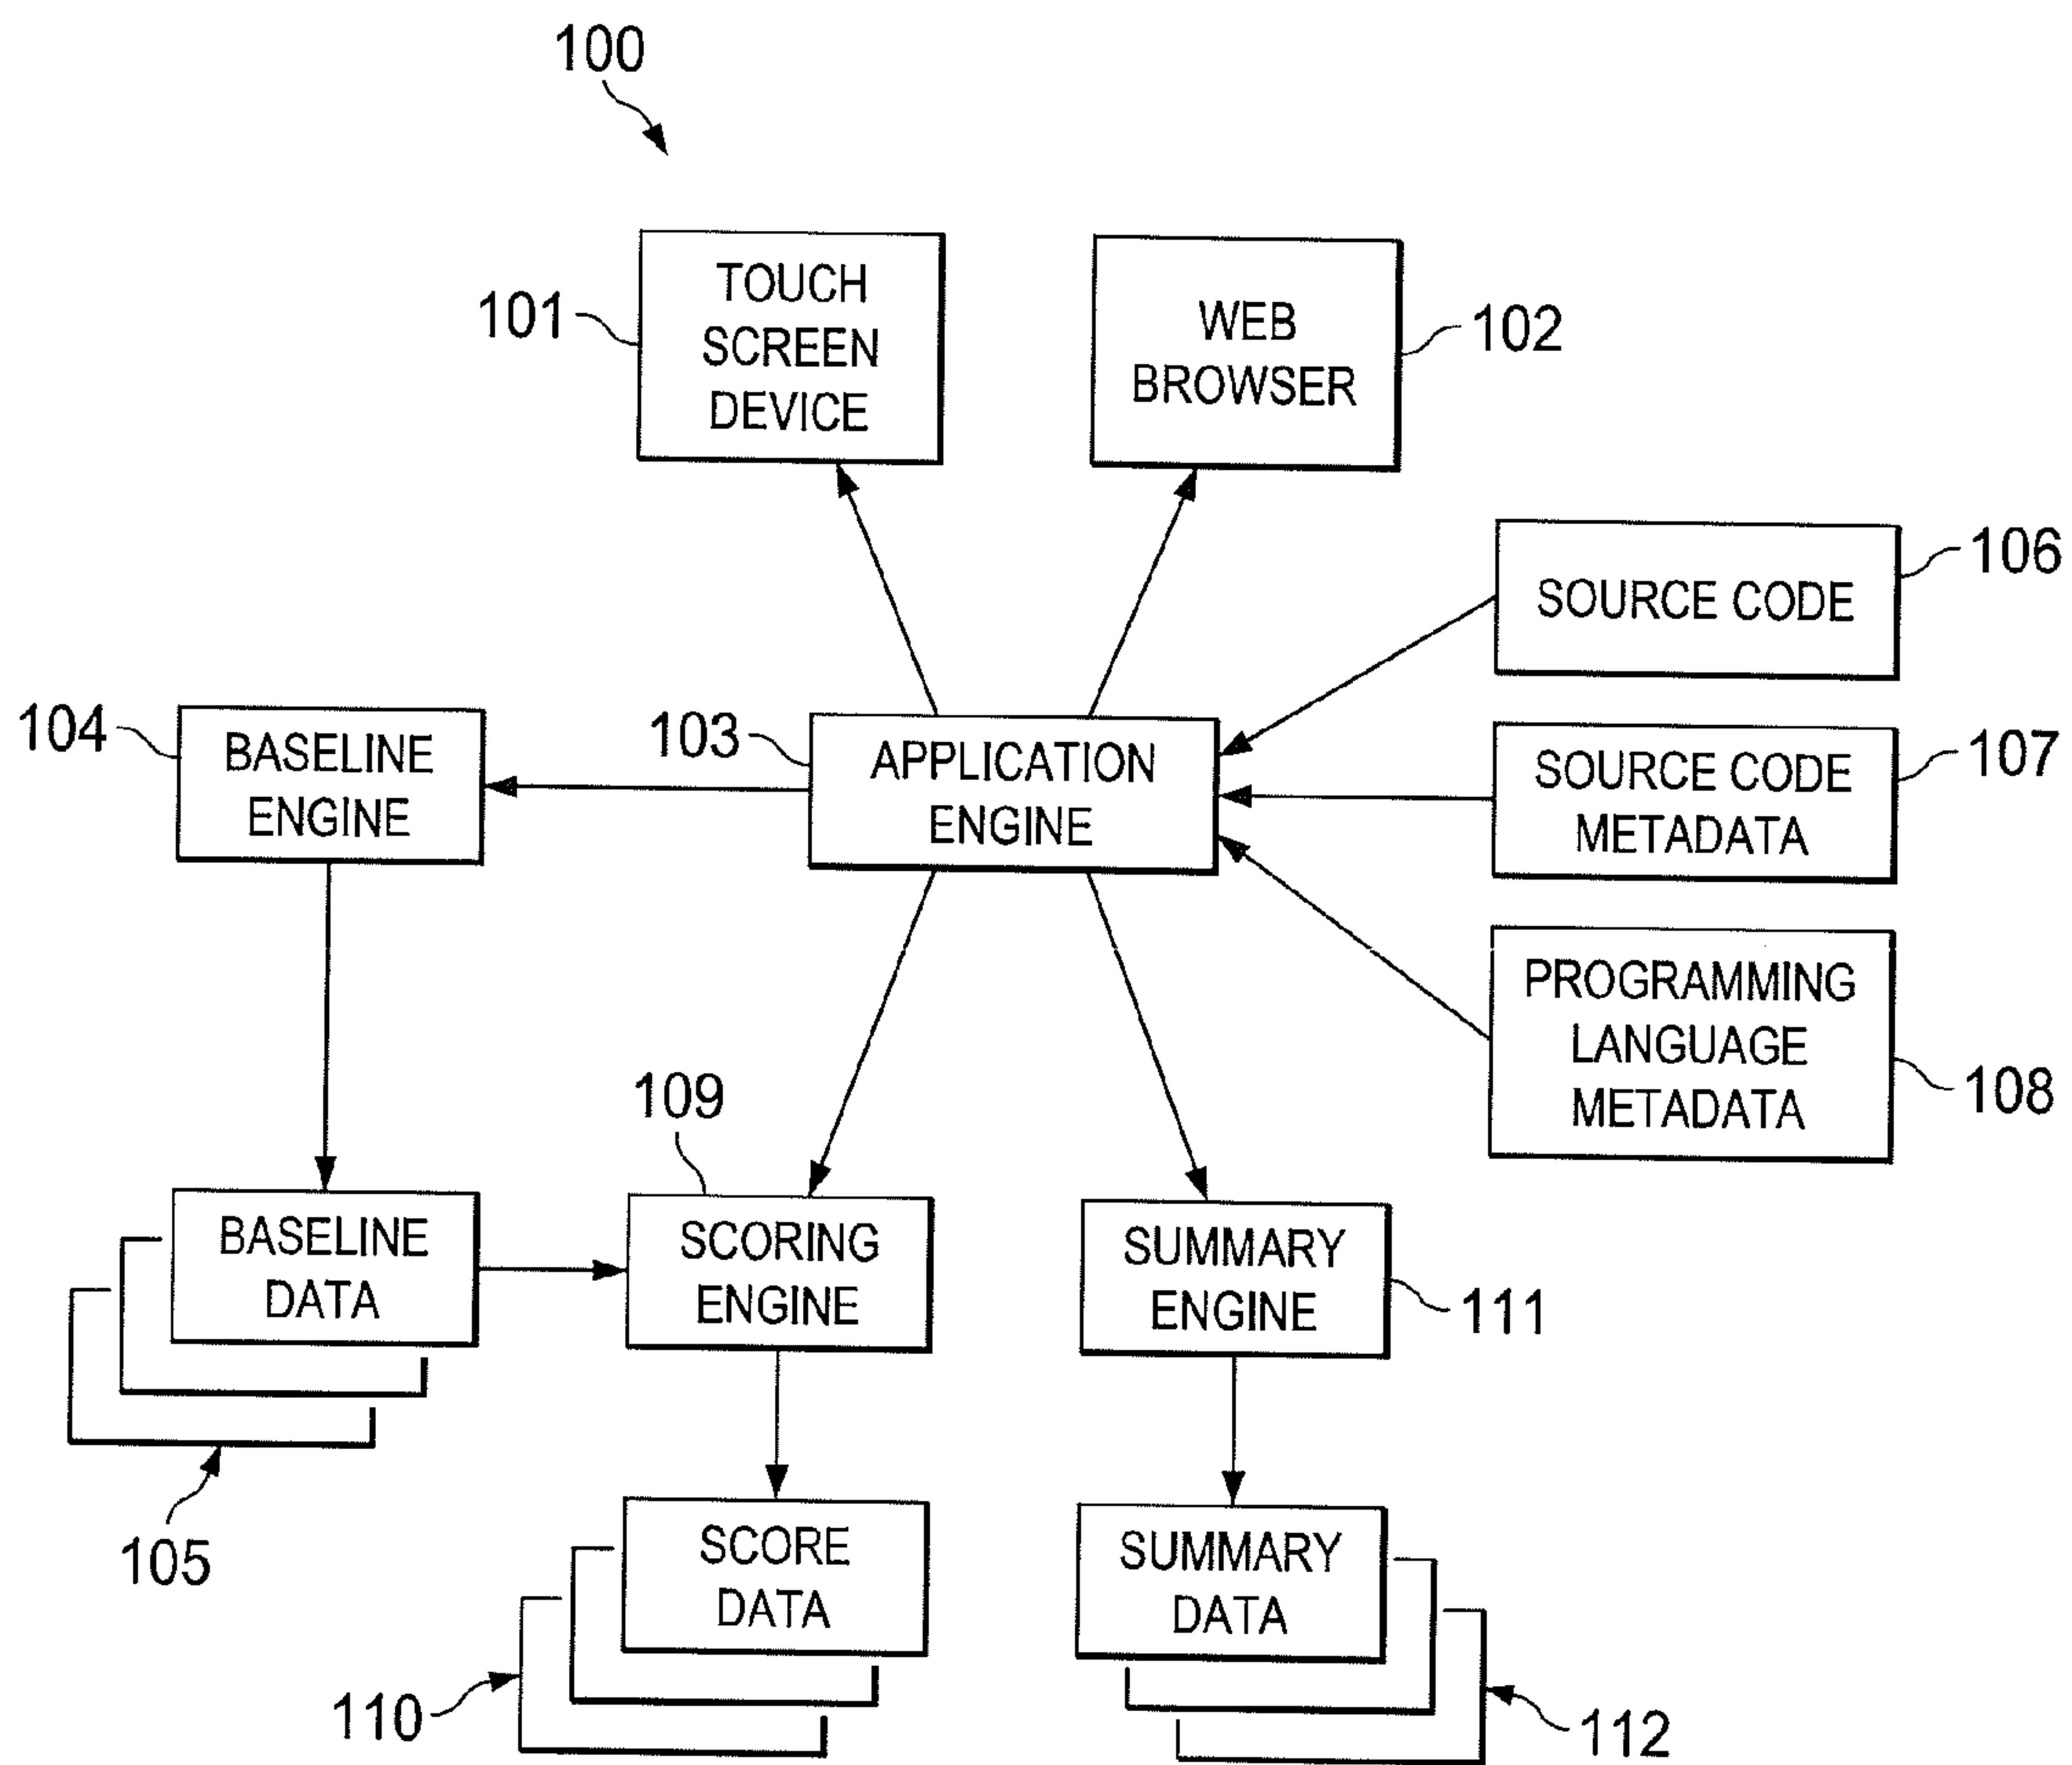 100
101
TOUCH
SCREEN
DEVICE
WEB
BROWSER
102
SOURCE CODE
106
104
BASELINE
ENGINE
103
APPLICATION
ENGINE
SOURCE CODE
METADATA
107
PROGRAMMING
LANGUAGE
METADATA
108
109
BASELINE
DATA
105
SCORING
ENGINE
SUMMARY
ENGINE
111
SCORE
DATA
110
SUMMARY
DATA
112